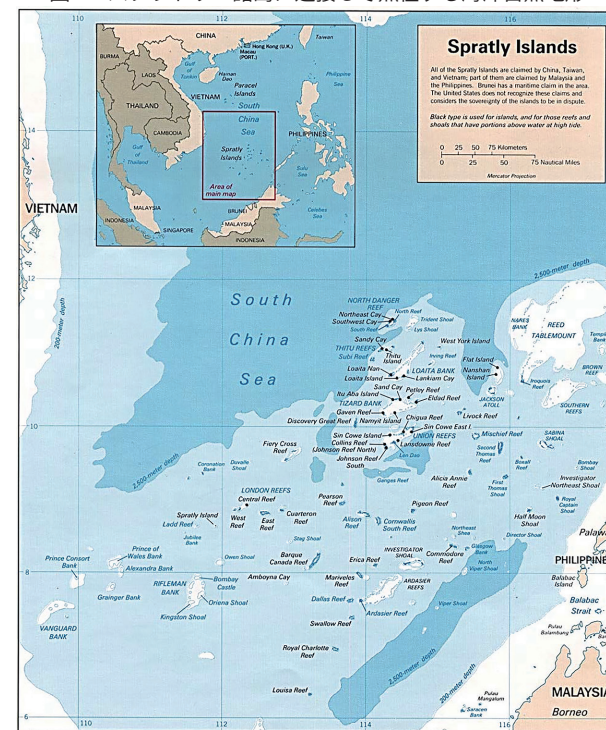 110
112
114
116
Spratly Islands
All of the Spratly Islands are claimed by China, Taiwan,
and Vietnam; part of them are claimed by Malaysia and
the Philippines. Brunei has a maritime claim in the area.
The United States does not recognize these claims and
considers the sovereignty of the islands to be in dispute.
Black type is used for islands, and for those reefs and
shoals that have portions above water at high tide.
0 25 50 75 Kilometers
0 25 50 75 Nautical Miles
Mercator Projection
CHINA
Taiwan
BURMA
Hong Kong (U.K.)
Macau
(PORT.)
Gulf
of
Tonkin
Hainan
Dao
LAOS
Philippine
Sea
Paracel
Islands
VIETNAM
THAILAND
South
China
Sea
CAMBODIA
PHILIPPINES
Gulf
of
Thailand
Spratly
Islands
Sulu
Sea
Area of
main map
MALAYSIA
BRUNEI
MALAYSIA
Celebes
Sea
INDONESIA
SINGAPORE
INDONESIA
14
VIETNAM
12
12
200-meter depth
2,500-meter depth
South
China
Sea
NORTH DANGER
REEF
Northeast Cay
Southwest Cay
North Reef
South Reef
Trident Shoal
Lys Shoal
NARES
BANK
REED
TABLEMOUNT
Sandy Cay
THITU REEFS
Subi Reef
Thitu
Island
West York Island
Irving Reef
Flat Island
Nanshan
Island
BROWN
REEF
Loaita Nan
LOAITA BANK
Loaita Island
Lankiam Cay
Iroquois
Reef
Sand Cay
Petley Reef
Itu Aba Island
TIZARD BANK
Eldad Reef
JACKSON
ATOLL
SOUTHERN
REEFS
Gaven Reef
Namyit Island
Discovery Great Reef
Chigua Reef
Livock Reef
10
10
Sin Cowe East I.
Sin Cowe Island
UNION REEFS
Mischief Reef
SABINA
SHOAL
Fiery Cross
Reef
Collins Reef
(Johnson Reef North)
Lansdowne Reef
Len Dao
Johnson Reef
South
Second
Thomas
Reef
Boxall
Reef
Bombay
Shoal
2,500-meter depth
Coronation
Bank
Dhaulle
Shoal
Ganges Reef
Alicia Annie
Reef
First
Thomas
Shoal
Investigator
Northeast Shoal
LONDON REEFS
Central Reef
Pearson
Reef
Pigeon Reef
Royal
Captain
Shoal
Spratly Island
Ladd Reef
West
Reef
East
Reef
Cuarteron
Reef
Alison
Reef
Cornwallis
South Reef
Half Moon
Shoal
Jubilee
Bank
Stag Shoal
Northeast
Shea
Director Shoal
Prince of
Wales Bank
Owen Shoal
Barque
Canada Reef
INVESTIGATOR
SHOAL
Commodore
Reef
Glasgow
Bank
Prince Consort
Bank
Alexandra Bank
Erica Reef
North
Viper Shoal
PHILIPPINE
8
8
RIFLEMAN
BANK
Bombay
Castle
Amboyna Cay
Mariveles
Reef
ARDASIER
REEFS
Balabac
Island
Grainger Bank
Orlena Shoal
Dallas Reef
Viper Shoal
Balabac
Strait
Kingston Shoal
Ardasier Reef
VANGUARD
BANK
Swallow Reef
Pulau
Balambangan
Royal Charlotte
Reef
2,500-meter depth
200-meter depth
Louisa Reef
Pulau
Mangalum
MALAYSI
Saracen
Bank
Borneo
6
110
112
114
116